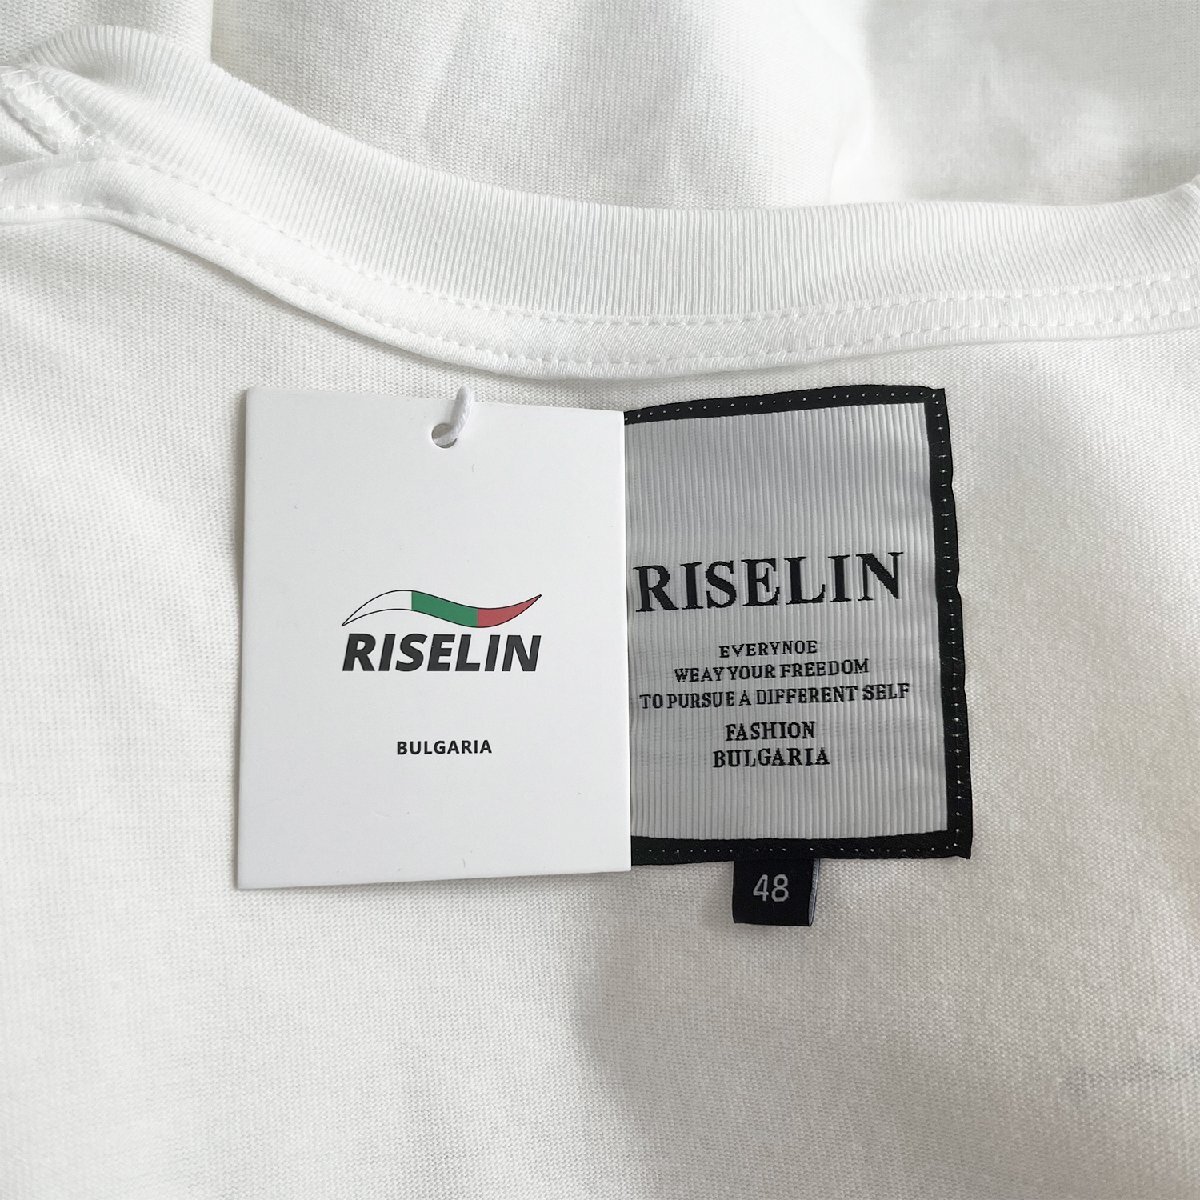 RISELIN
BULGARIA
RISELIN
EVERYNOE
WEAY YOUR FREEDOM
TO PURSUE A DIFFERENT SELF
FASHION
BULGARIA
48